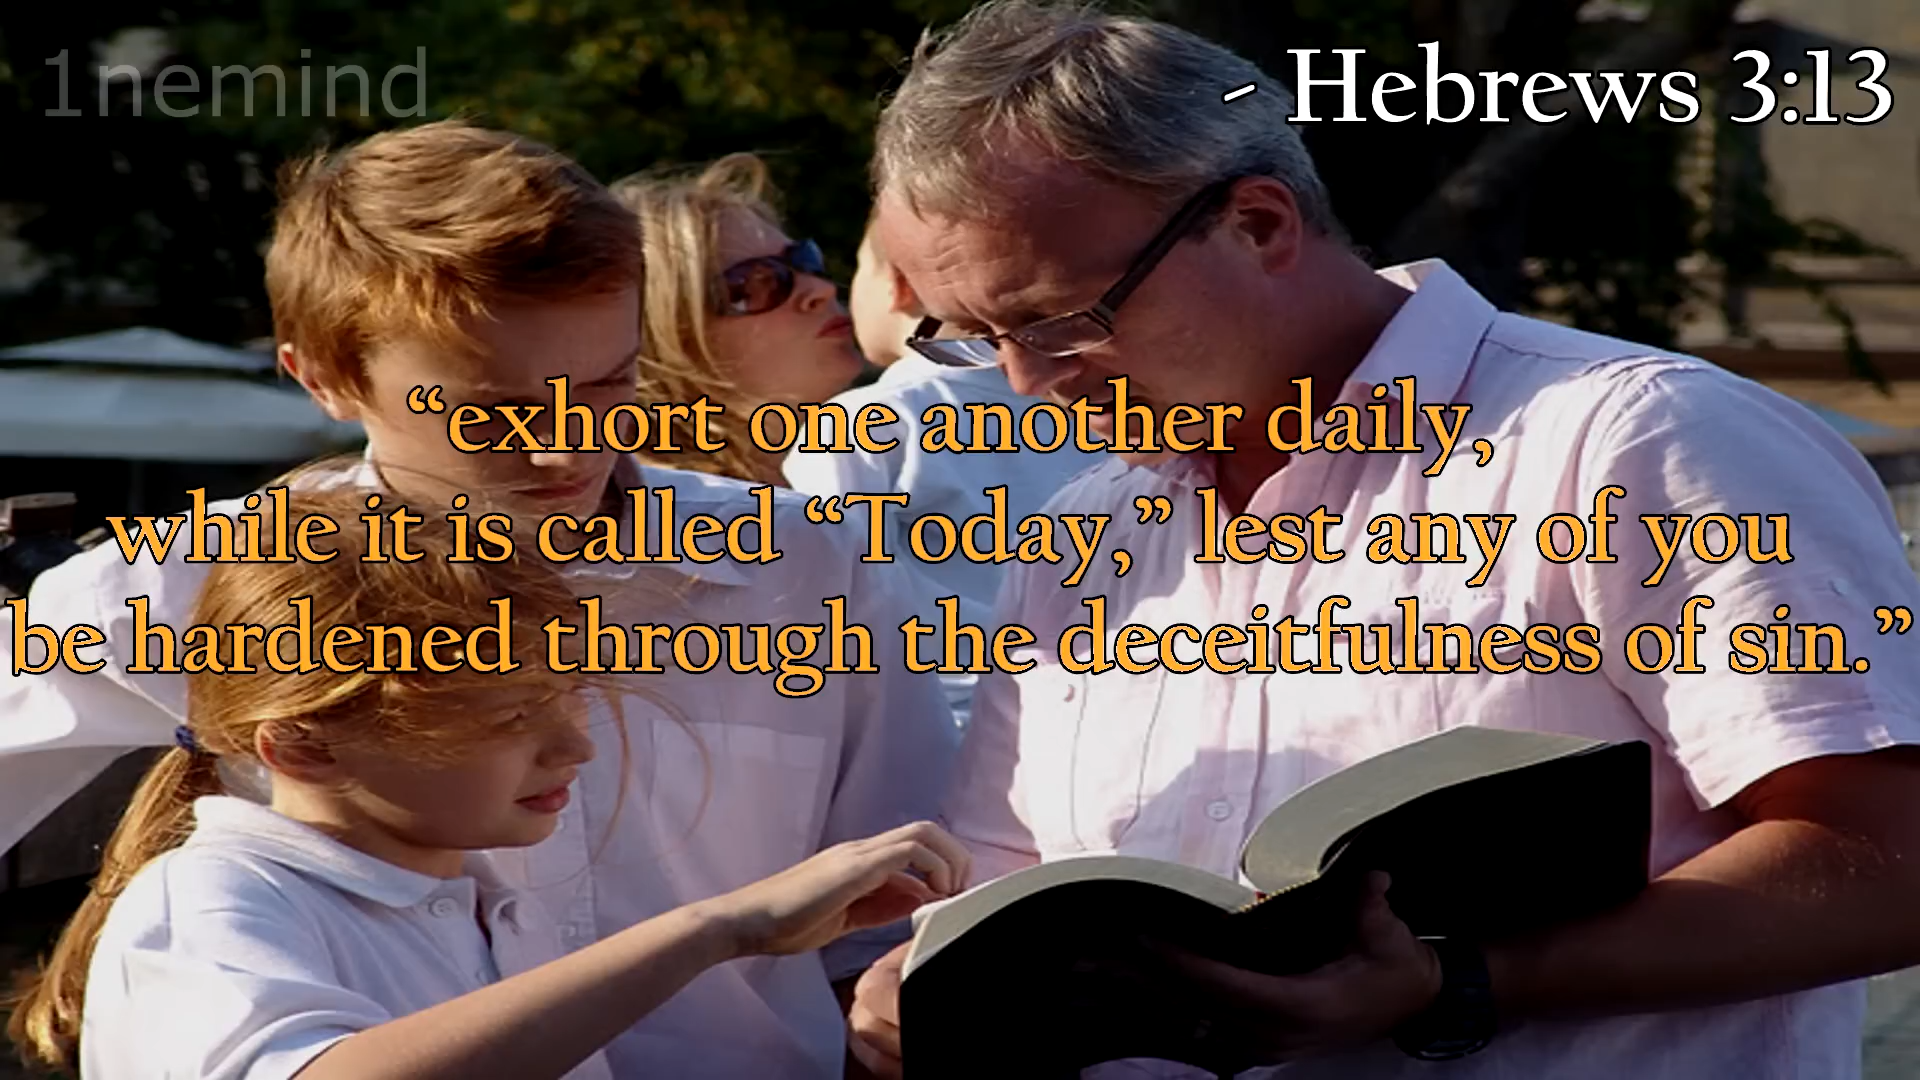 1nemind
- Hebrews 3:13
“exhort one another daily,
while it is called “Today,” lest any of you
be hardened through the deceitfulness of sin.”